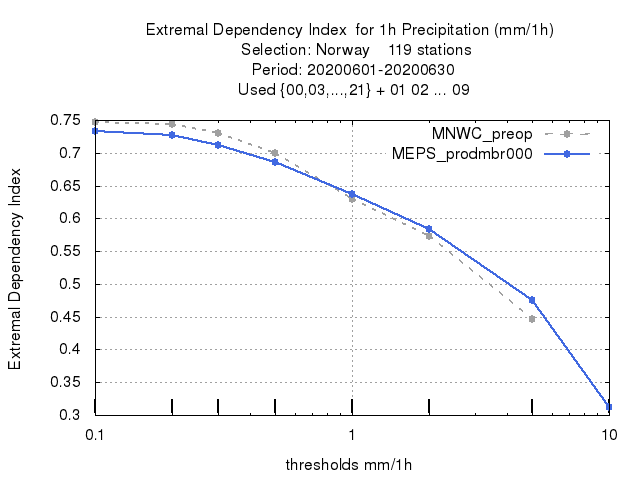 Extremal Dependency Index  for 1h Precipitation (mm/1h)
Selection: Norway    119 stations
Period: 20200601-20200630
Used {00,03,...,21} + 01 02 ... 09
MNWC_preop
MEPS_prodmbr000
Extremal Dependency Index
0.75
0.7
0.65
0.6
0.55
0.5
0.45
0.4
0.35
0.3
0.1
1
10
thresholds mm/1h